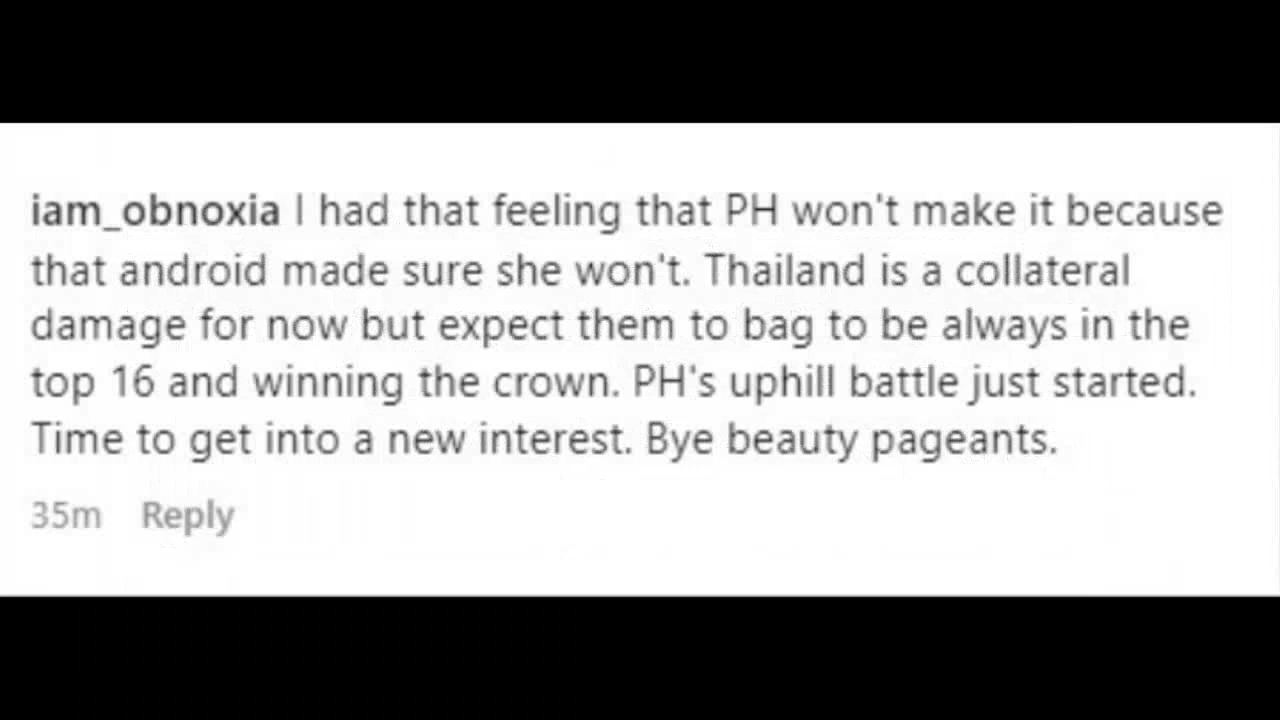 iam_obnoxia I had that feeling that PH won't make it because
that android made sure she won't. Thailand is a collateral
damage for now but expect them to bag to be always in the
top 16 and winning the crown. PH's uphill battle just started.
Time to get into a new interest. Bye beauty pageants.
35m Reply